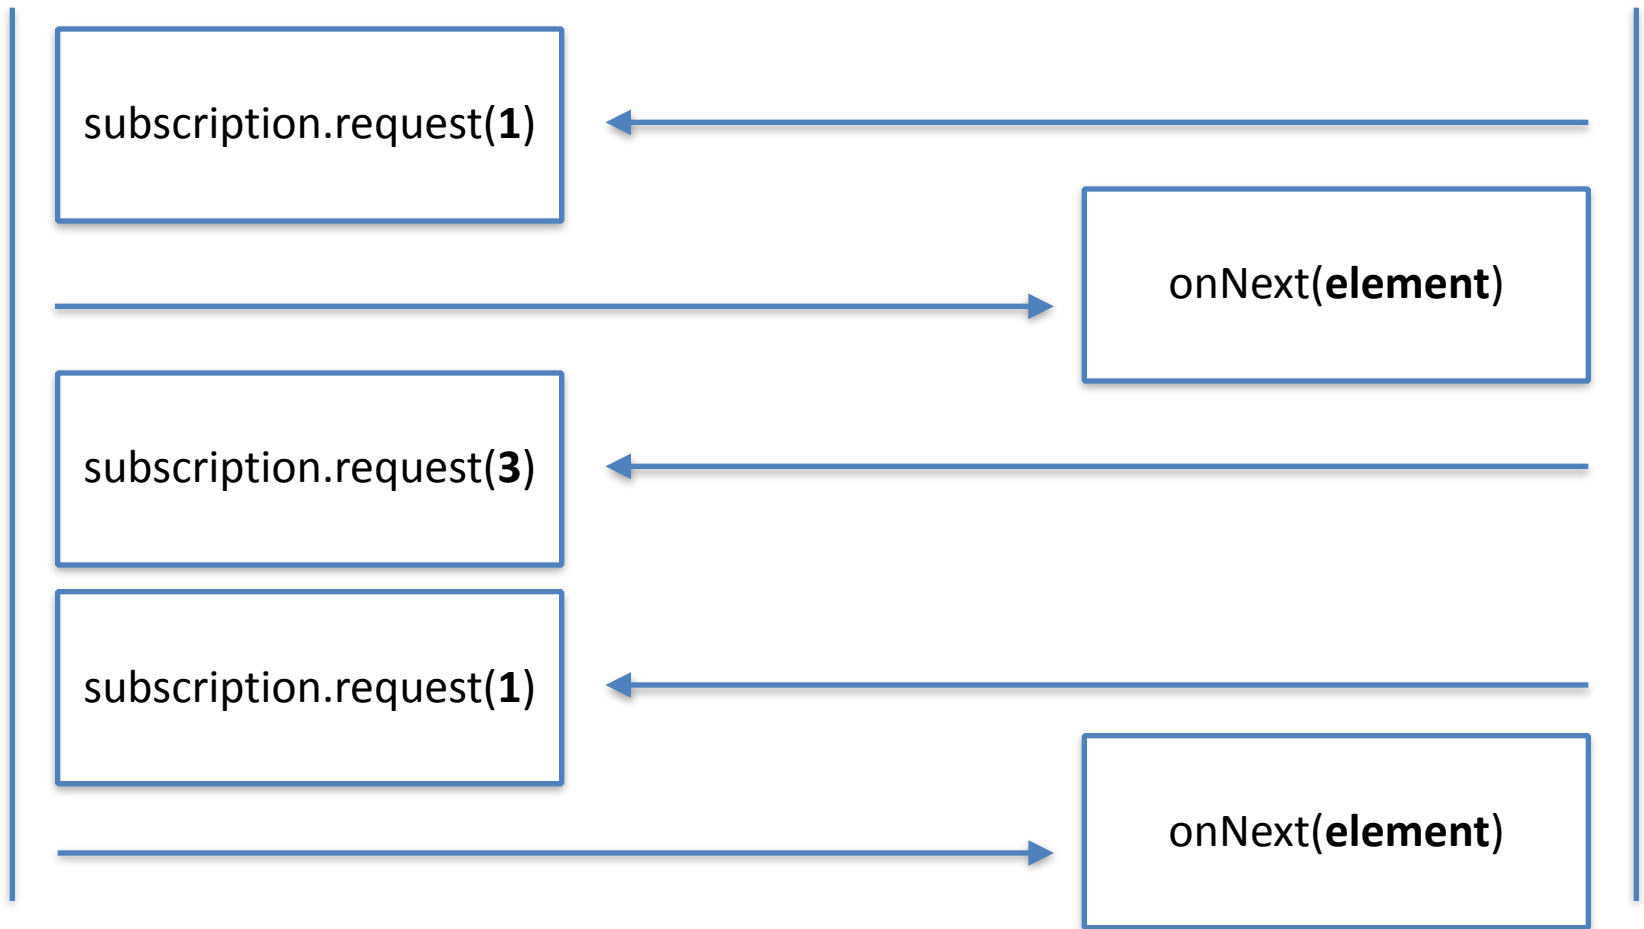 subscription.request(1)
onNext(element)
subscription.request(3)
subscription.request(1)
onNext(element)